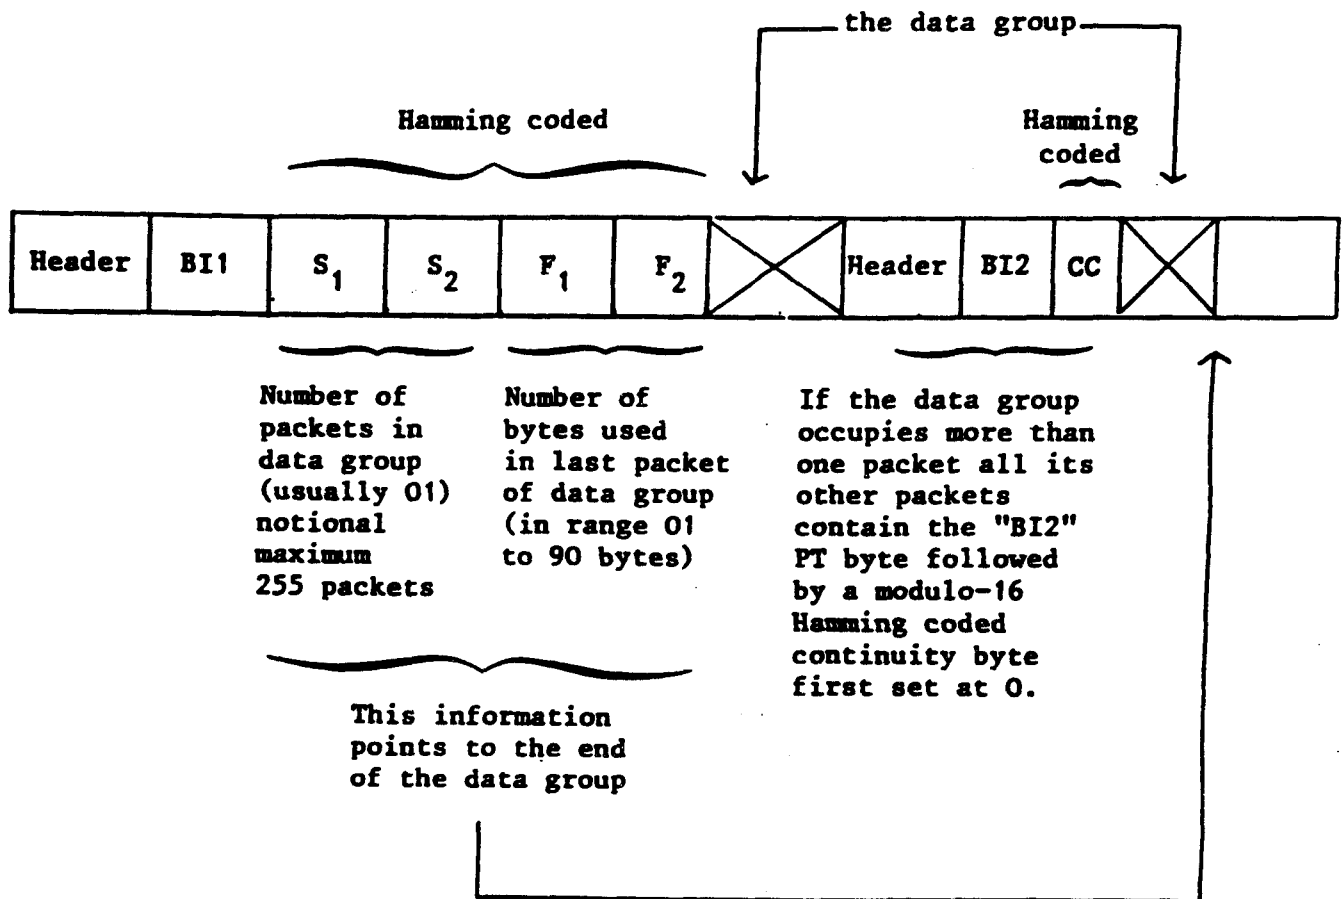 the data group
Hamming coded
Hamming
coded
Header BI1 S1 S2 F1 F2 Header BI2 CC
Number of
packets in
data group
(usually 01)
notional
maximum
255 packets
Number of
bytes used
in last packet
of data group
(in range 01
to 90 bytes)
If the data group
occupies more than
one packet all its
other packets
contain the "BI2"
PT byte followed
by a modulo-16
Hamming coded
continuity byte
first set at 0.
This information
points to the end
of the data group